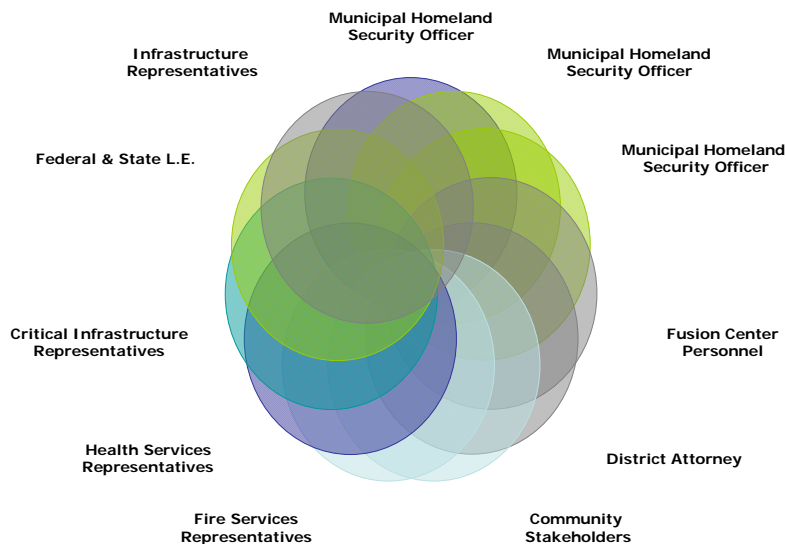 Municipal Homeland
Security Officer
Municipal Homeland
Security Officer
Municipal Homeland
Security Officer
Fusion Center
Personnel
District Attorney
Community
Stakeholders
Fire Services
Representatives
Health Services
Representatives
Critical Infrastructure
Representatives
Federal & State L.E.
Infrastructure
Representatives